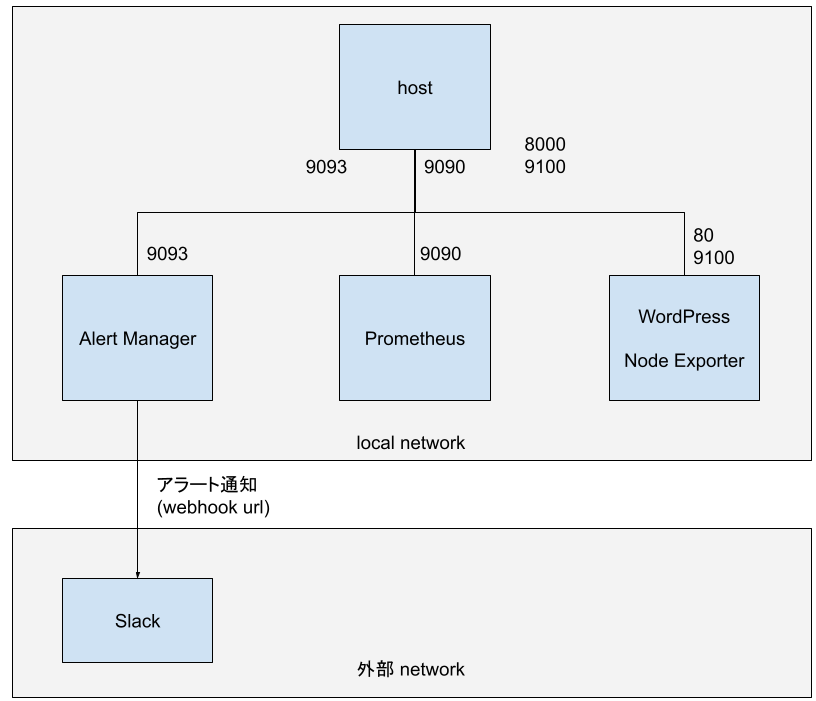 host
8000
9093 9090 9100
80
9093 9090 9100
WordPress
Alert Manager Prometheus
Node Exporter
local network
アラート通知
(webhook url)
Slack
外部 network